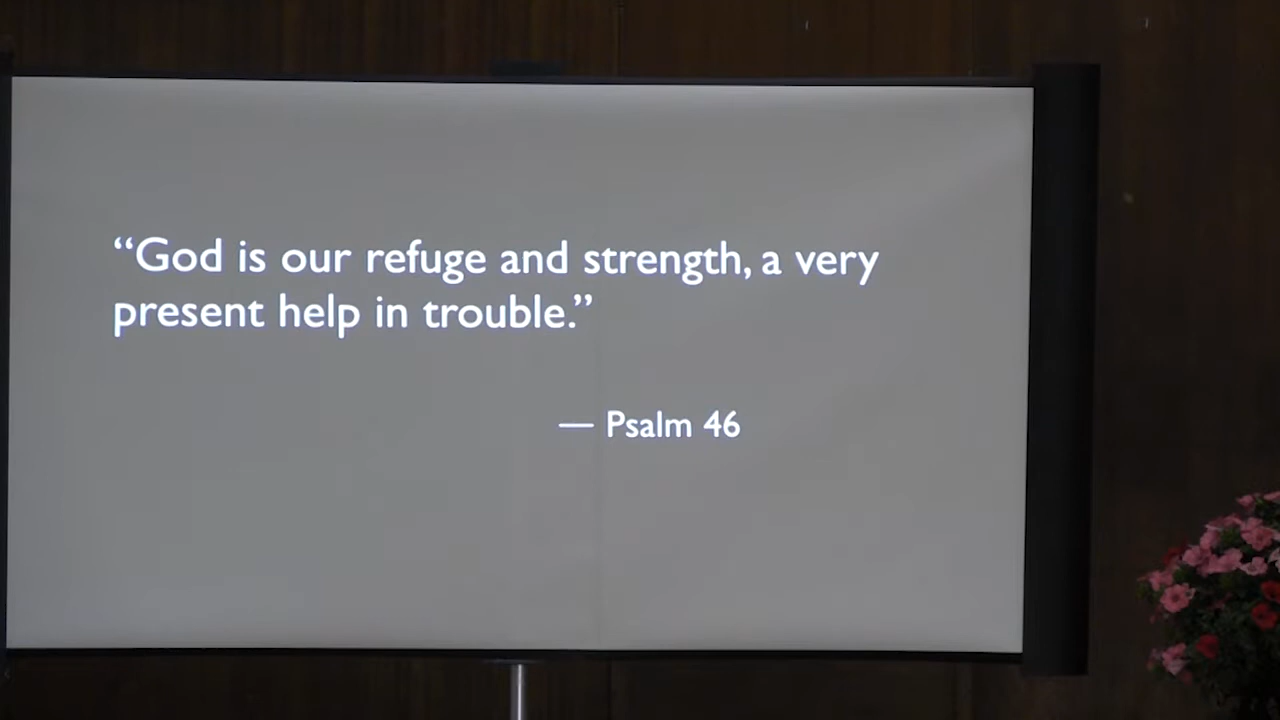 “God is our refuge and strength, a very
present help in trouble.”
— Psalm 46